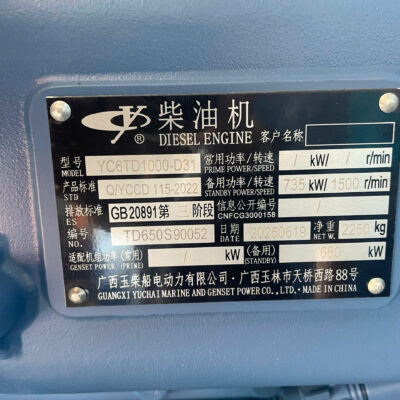 柴油机
DIESEL ENGINE 客户名称
型号 YC6TD1000-D31 常用功率/转速 / kW/ / r/min
MODEL PRIME POWER/SPEED
产品标准 Q/YCCD 115-2022 备用功率/转速 735 kW/ 1500 r/min
STD STANDBY POWER/SPEED
排放标准 GB20891第 三 阶段 信息公开编号 /
ES CNFCG3000158
编号 TD650S90052 日期 20250619 净重 2250 kg
NO. DATE NET W.
适配机组功率(常用) / kW (备用) 660 kW
GENSET POWER (PRIME) (STANDBY)
广西玉柴船电动力有限公司·广西玉林市天桥西路88号
GUANGXI YUCHAI MARINE AND GENSET POWER CO., LTD.·MADE IN CHINA